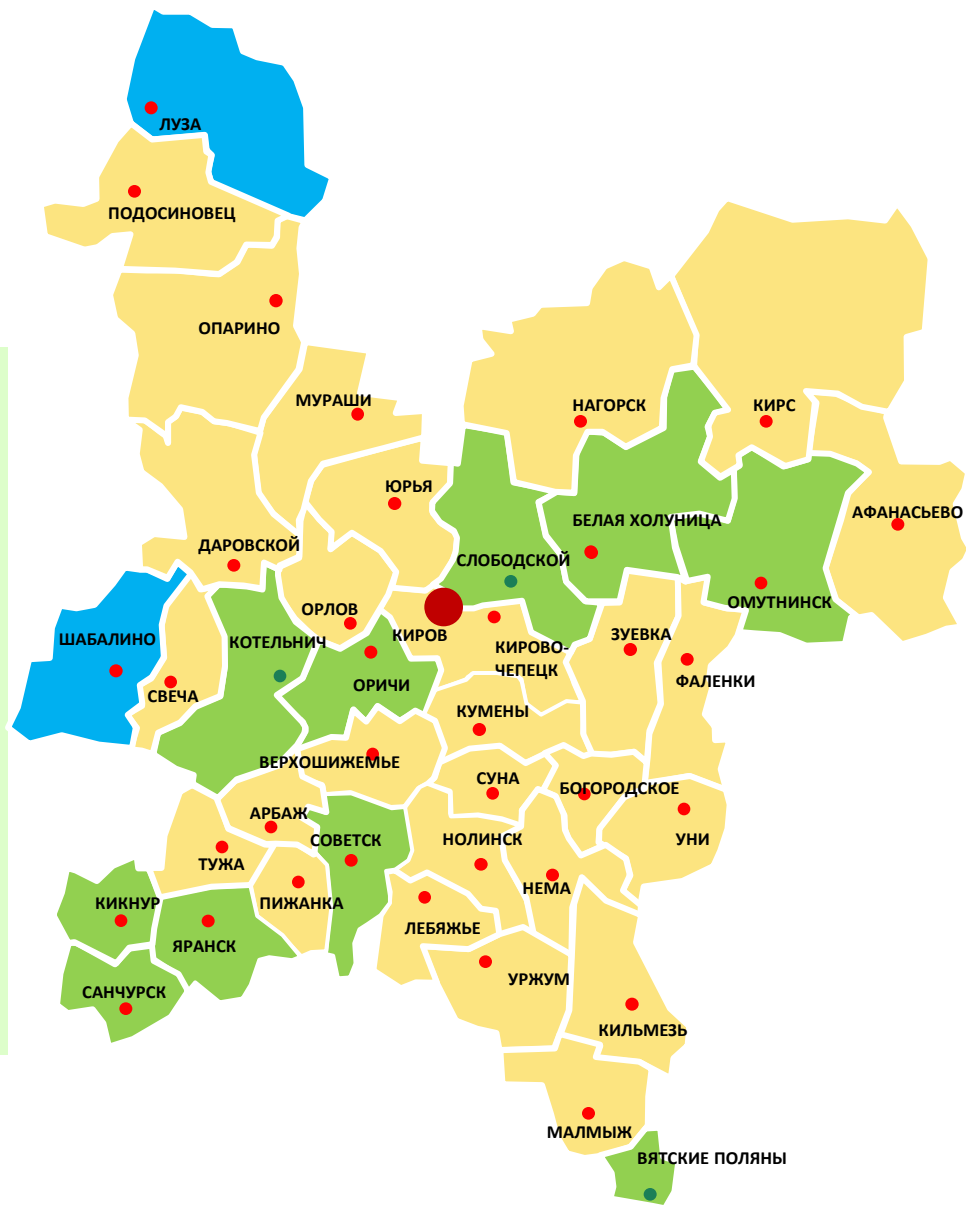 ЛУЗА
ПОДОСИНОВЕЦ
ОПАРИНО
МУРАШИ
НАГОРСК
КИРС
ЮРЬЯ
АФАНАСЬЕВО
БЕЛАЯ ХОЛУНИЦА
ДАРОВСКОЙ
СЛОБОДСКОЙ
ОМУТНИНСК
ОРЛОВ
ШАБАЛИНО
КОТЕЛЬНИЧ
КИРОВ
КИРОВО-
ЧЕПЕЦК
ЗУЕВКА
ФАЛЕНКИ
ОРИЧИ
СВЕЧА
КУМЕНЫ
ВЕРХОШИЖЕМЬЕ
СУНА
БОГОРОДСКОЕ
АРБАЖ
СОВЕТСК
НОЛИНСК
УНИ
ТУЖА
НЕМА
КИКНУР
ПИЖАНКА
ЛЕБЯЖЬЕ
ЯРАНСК
УРЖУМ
САНЧУРСК
КИЛЬМЕЗЬ
МАЛМЫЖ
ВЯТСКИЕ ПОЛЯНЫ